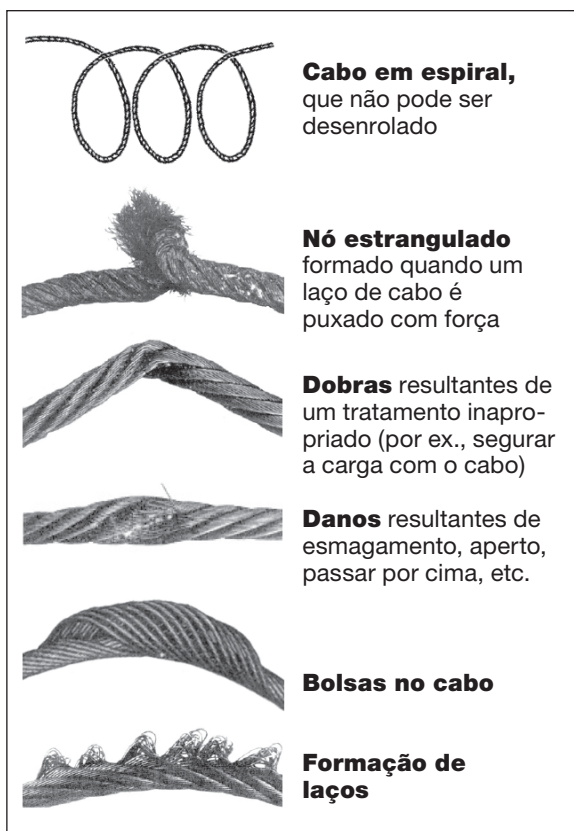 Cabo em espiral,
que não pode ser
desenrolado
Nó estrangulado
formado quando um
laço de cabo é
puxado com força
Dobras resultantes de
um tratamento inapro-
priado (por ex., segurar
a carga com o cabo)
Danos resultantes de
esmagamento, aperto,
passar por cima, etc.
Bolsas no cabo
Formação de
laços